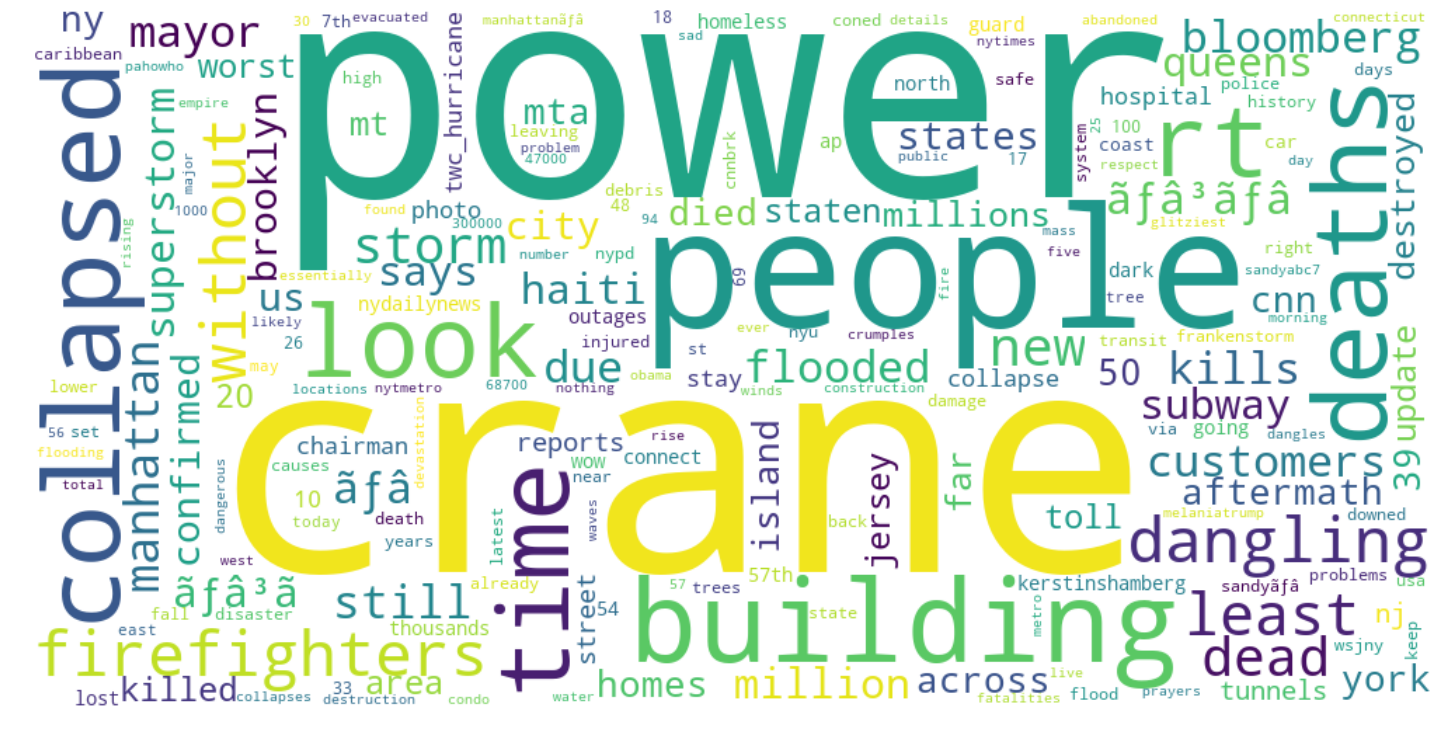 power
crane
people
building
collapsed
deaths
look
time
rt
firefighters
without
dangling
least
dead
new
storm
mayor
bloomberg
queens
ny
caribbean
pahowho
worst
empire
superstorm
major
1000
rising
brooklyn
30
7th
evacuated
high
mt
twc_hurricane
manhattanãƒâ
mta
leaving
problem
47000
18
sad
homeless
coned
details
guard
nytimes
abandoned
connecticut
north
safe
states
public
17
ap
cnnbrk
hospital
police
history
days
system
25
100
coast
respect
car
day
destroyed
debris
48
94
died
staten
millions
mass
five
ãƒâ³ãƒâ
glitziest
right
sandyabc7
found
photo
300000
city
essentially
says
number
nypd
us
likely
26
may
nydailynews
haiti
outages
injured
69
ever
nyu
crumples
fire
dark
tree
cnn
morning
transit
frankenstorm
due
st
obama
flooded
stay
winds
construction
collapse
damage
50
kills
subway
via
going
dangles
39
update
customers
aftermath
melaniatrump
downed
lower
56
set
flooding
total
manhattan
confirmed
20
locations
nytmetro
68700
nothing
chairman
causes
devastation
dangerous
10
today
ãƒâ
death
years
west
reports
rise
wow
near
connect
latest
waves
island
back
jersey
far
toll
already
57th
57
trees
state
kerstinshamberg
metro
sandyãƒâ
problems
usa
nj
wsjny
keep
york
ãƒâ³ã
fall
disaster
east
still
thousands
street
54
area
33
lost
killed
collapses
destruction
condo
water
homes
million
across
live
fatalities
flood
prayers
tunnels